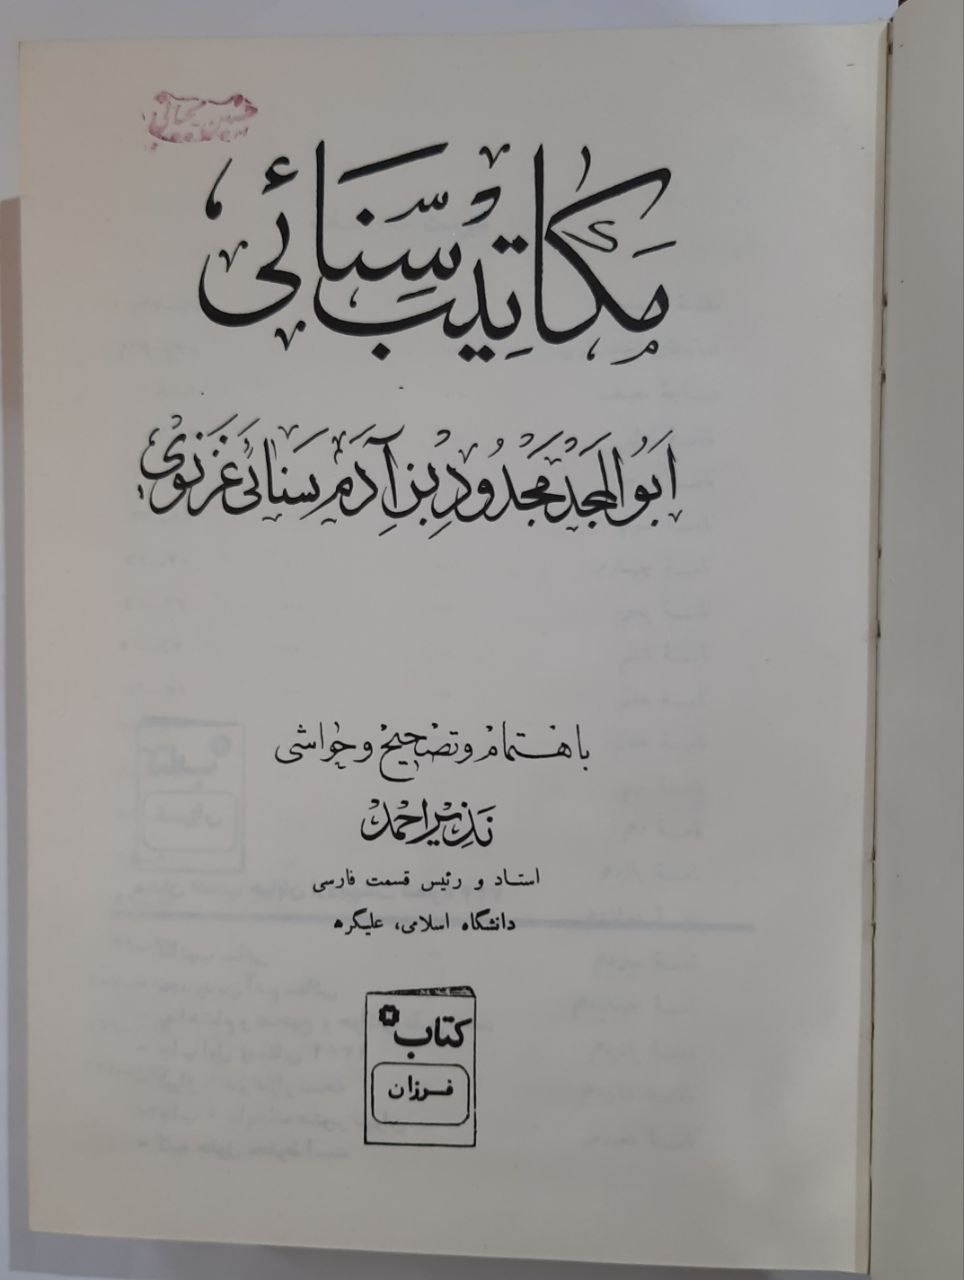 مکاتیب سنائی
ابوالمجد مجدود بن آدم سنائی غزنوی
باهتمام و تصحیح و حواشی
نذیر احمد
استاد و رئیس قسمت فارسی
دانشگاه اسلامی، علیگره
کتاب
فرزان